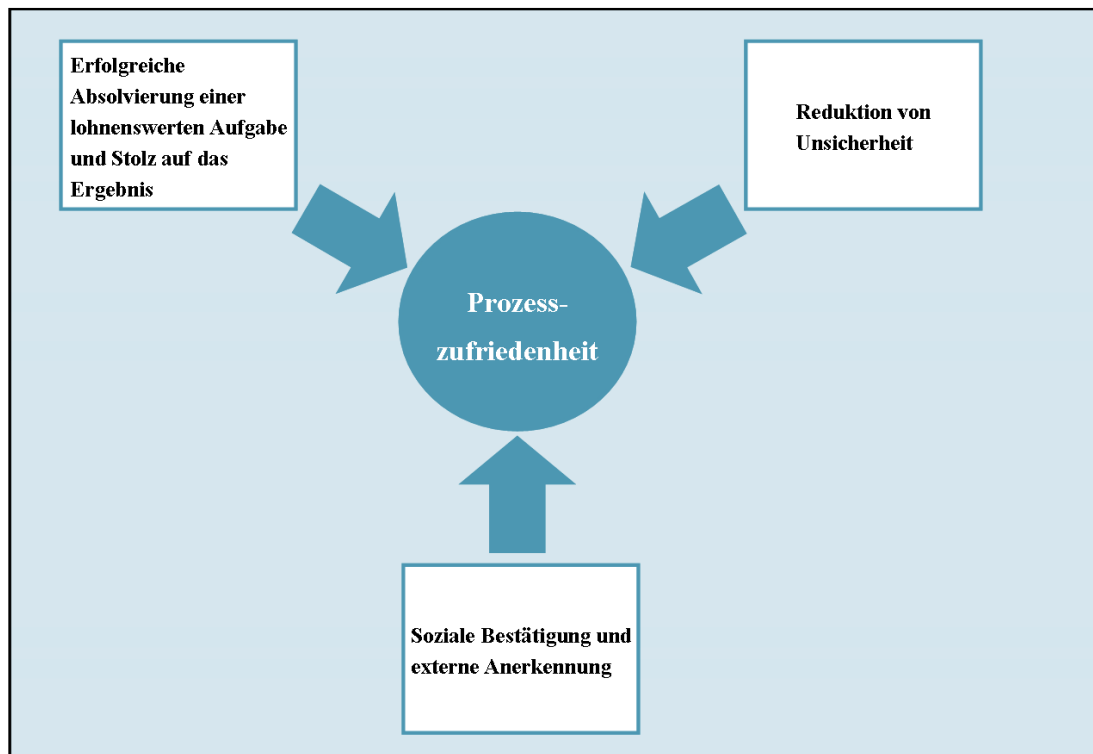 Erfolgreiche
Absolvierung einer
lohnenswerten Aufgabe
und Stolz auf das
Ergebnis
Reduktion von
Unsicherheit
Prozess-
zufriedenheit
Soziale Bestätigung und
externe Anerkennung